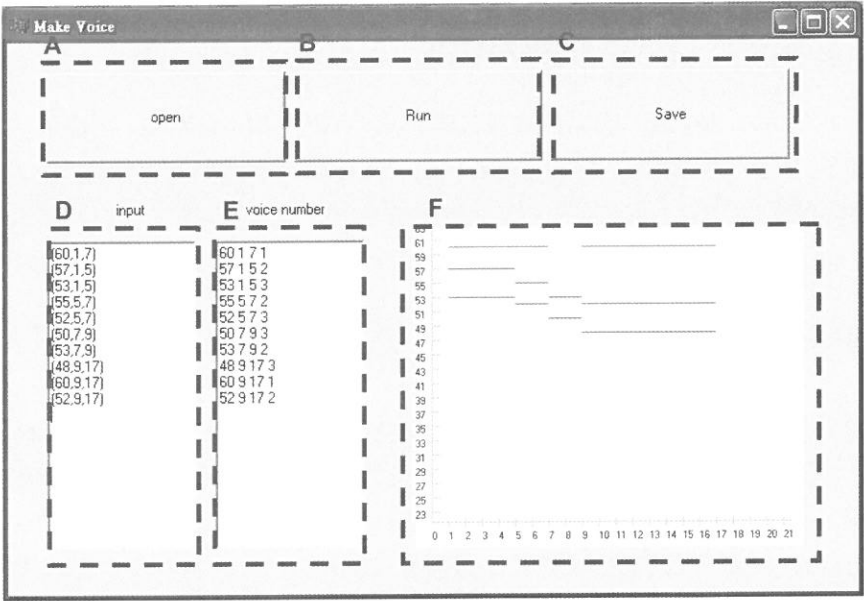 Make Voice
A B C
open Run Save
D input E voice number F
(60,1,7)
(57,1,5)
(53,1,5)
(55,5,7)
(52,5,7)
(50,7,9)
(53,7,9)
(48,9,17)
(60,9,17)
(52,9,17)
60 1 7 1
57 1 5 2
53 1 5 3
55 5 7 2
52 5 7 3
50 7 9 3
53 7 9 2
48 9 17 3
60 9 17 1
52 9 17 2
63
61
59
57
55
53
51
49
47
45
43
41
39
37
35
33
31
29
27
25
23
0 1 2 3 4 5 6 7 8 9 10 11 12 13 14 15 16 17 18 19 20 21